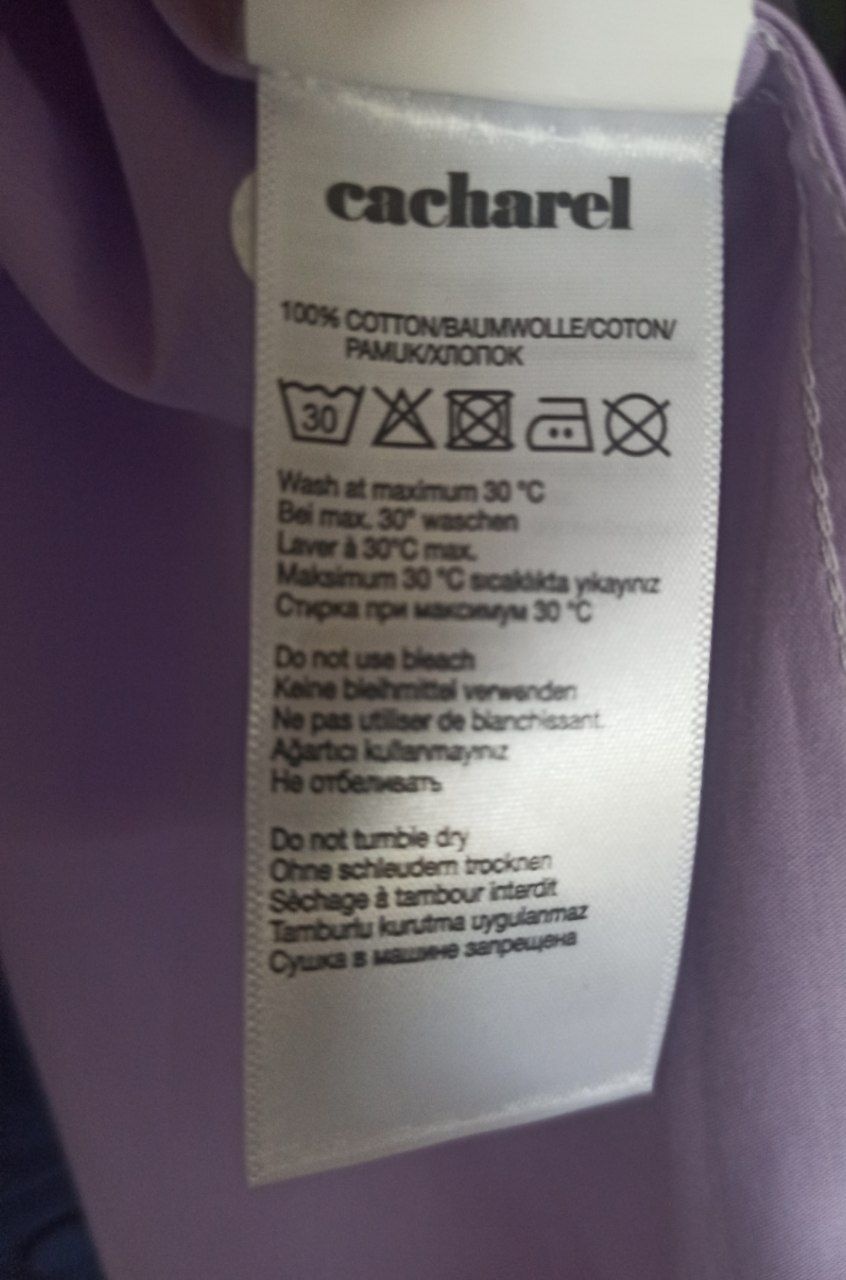 cacharel
100% COTTON/BAUMWOLLE/COTON/
PAMUK/ХЛОПОК
30
Wash at maximum 30 °C
Bei max. 30° waschen
Laver à 30°C max.
Maksimum 30 °C sıcaklıkta yıkayınız
Стирка при максимум 30 °C
Do not use bleach
Keine bleihmittel verwenden
Ne pas utiliser de blanchissant.
Ağartıcı kullanmayınız
Не отбеливать
Do not tumble dry
Ohne schleudern trocknen
Séchage à tambour interdit
Tamburlu kurutma uygulanmaz
Сушка в машине запрещена